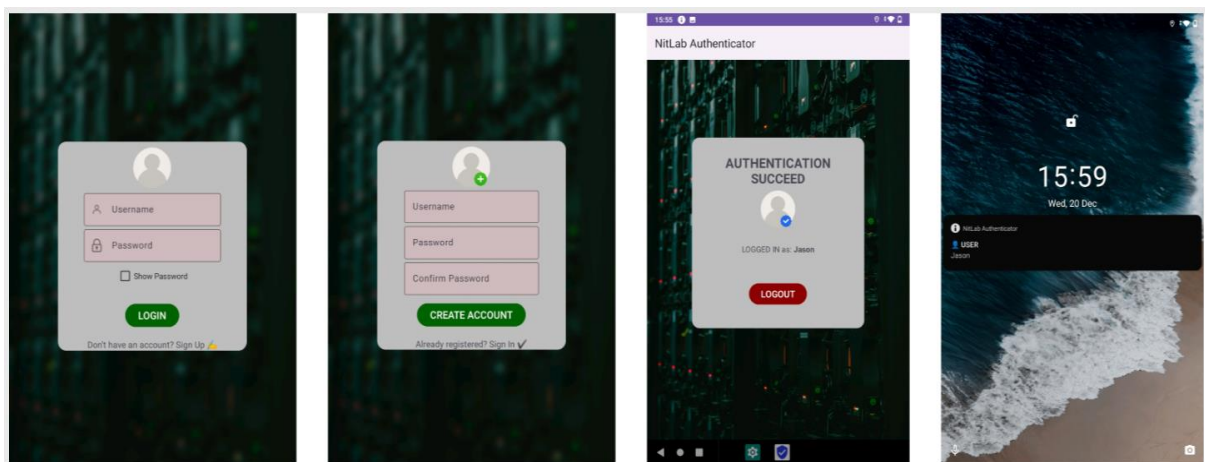 Username
Password
Show Password
LOGIN
Don't have an account? Sign Up ✍
Username
Password
Confirm Password
CREATE ACCOUNT
Already registered? Sign In ✔
15:55
NitLab Authenticator
AUTHENTICATION
SUCCEED
LOGGED IN as: Jason
LOGOUT
15:59
Wed, 20 Dec
NitLab Authenticator
👤 USER
Jason